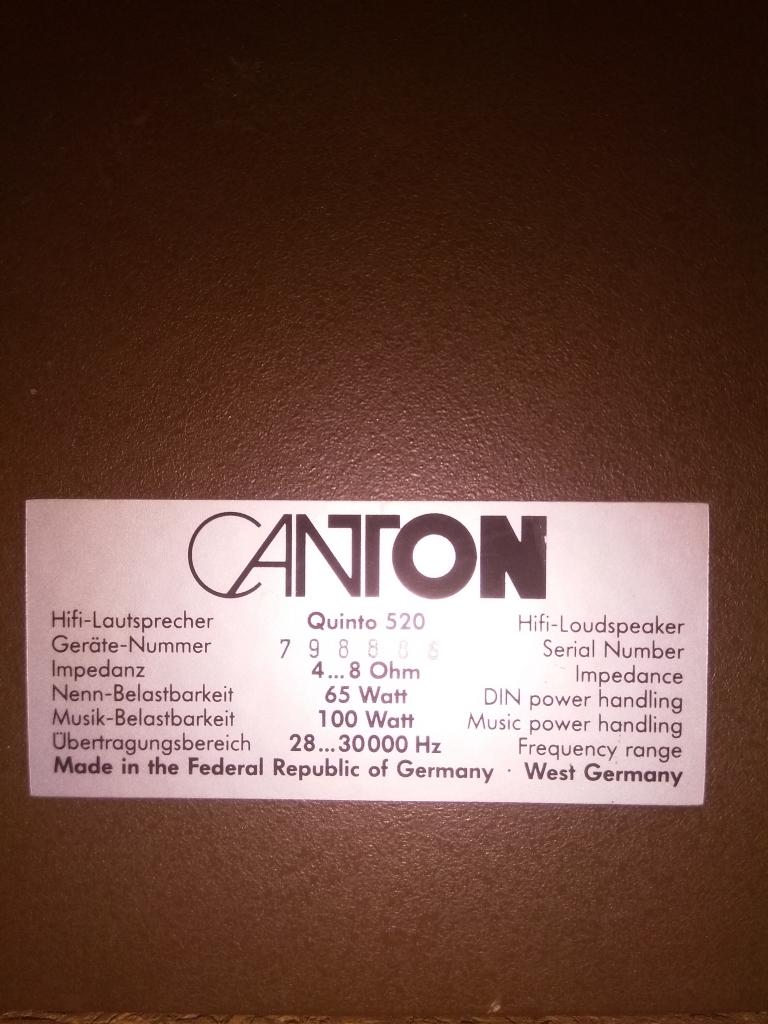 CANTON
Hifi-Lautsprecher Quinto 520 Hifi-Loudspeaker
Geräte-Nummer Serial Number
Impedanz 4...8 Ohm Impedance
Nenn-Belastbarkeit 65 Watt DIN power handling
Musik-Belastbarkeit 100 Watt Music power handling
Übertragungsbereich 28...30000 Hz Frequency range
Made in the Federal Republic of Germany · West Germany